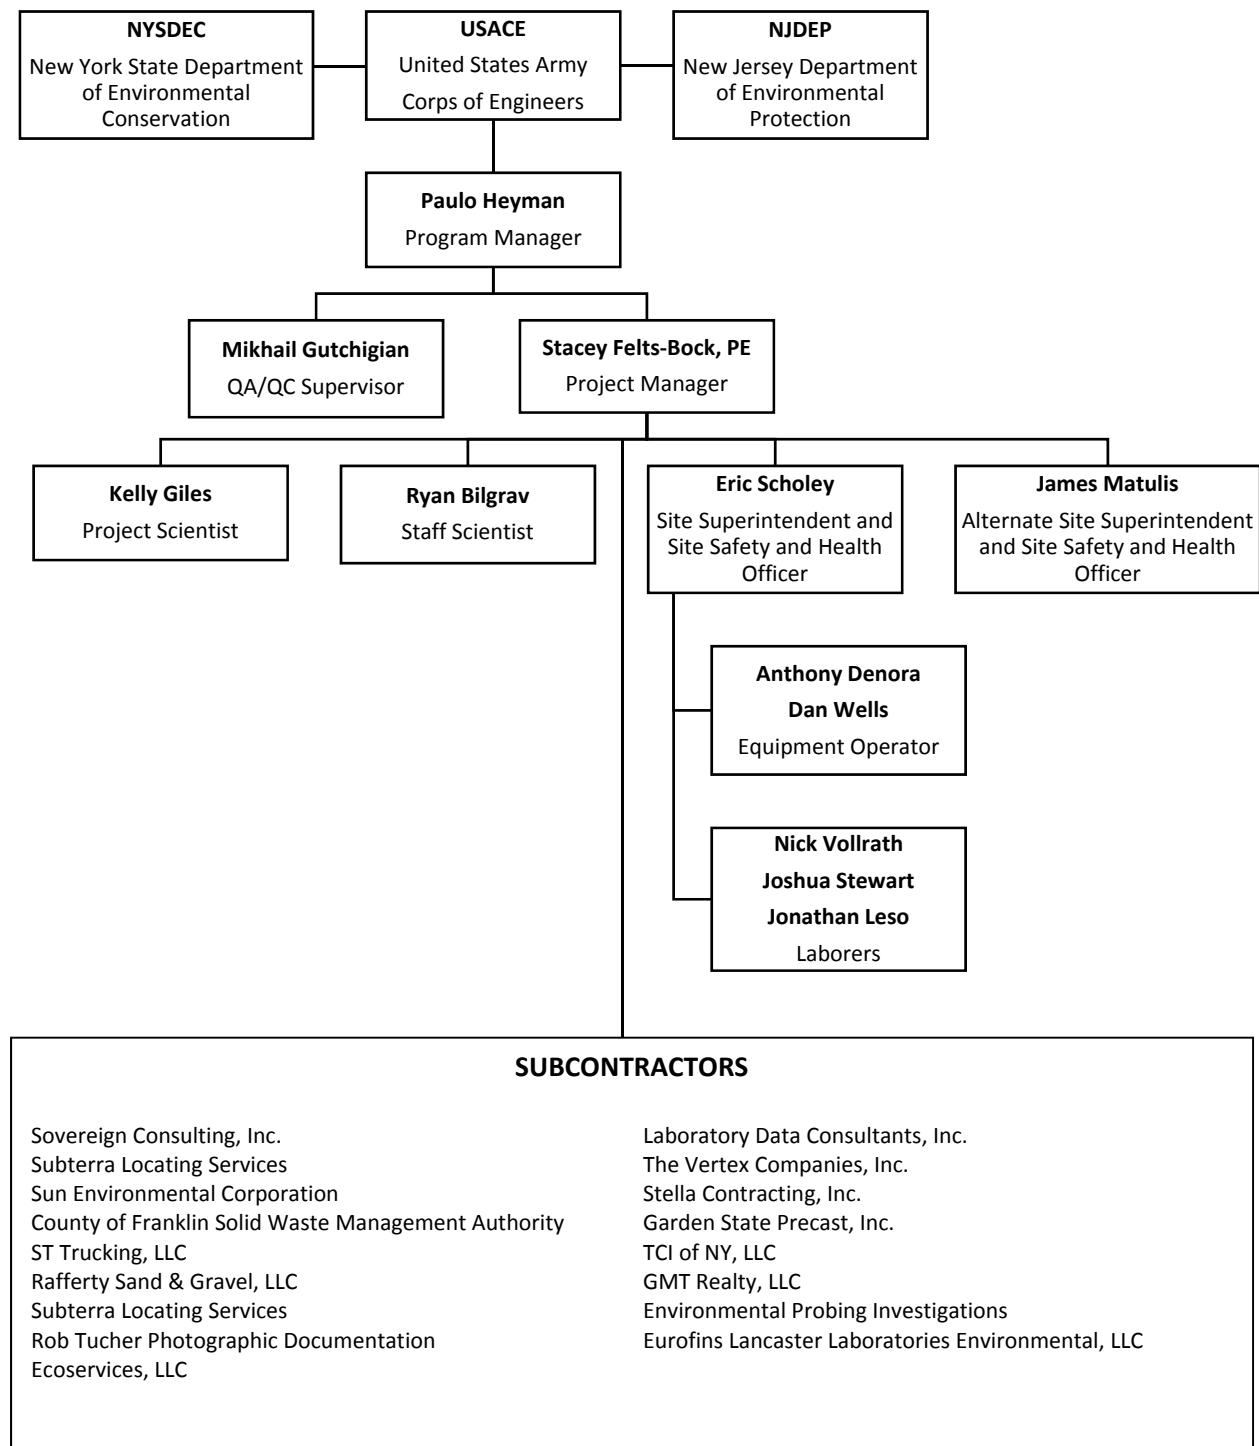 NYSDEC
New York State Department
of Environmental
Conservation
USACE
United States Army
Corps of Engineers
NJDEP
New Jersey Department
of Environmental
Protection
Paulo Heyman
Program Manager
Mikhail Gutchigian
QA/QC Supervisor
Stacey Felts-Bock, PE
Project Manager
Kelly Giles
Project Scientist
Ryan Bilgrav
Staff Scientist
Eric Scholey
Site Superintendent and
Site Safety and Health
Officer
James Matulis
Alternate Site Superintendent
and Site Safety and Health
Officer
Anthony Denora
Dan Wells
Equipment Operator
Nick Vollrath
Joshua Stewart
Jonathan Leso
Laborers
SUBCONTRACTORS
Sovereign Consulting, Inc.
Subterra Locating Services
Sun Environmental Corporation
County of Franklin Solid Waste Management Authority
ST Trucking, LLC
Rafferty Sand & Gravel, LLC
Subterra Locating Services
Rob Tucher Photographic Documentation
Ecoservices, LLC
Laboratory Data Consultants, Inc.
The Vertex Companies, Inc.
Stella Contracting, Inc.
Garden State Precast, Inc.
TCI of NY, LLC
GMT Realty, LLC
Environmental Probing Investigations
Eurofins Lancaster Laboratories Environmental, LLC